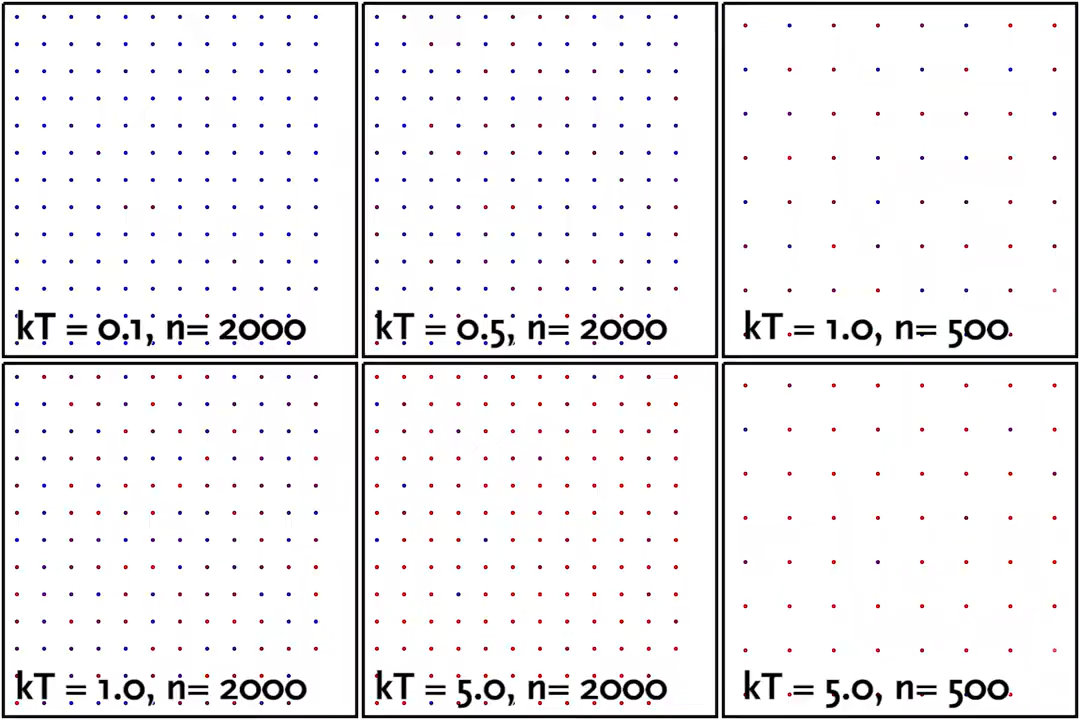 kT = 0.1, n= 2000
kT = 0.5, n= 2000
kT = 1.0, n= 500
kT = 1.0, n= 2000
kT = 5.0, n= 2000
kT = 5.0, n= 500